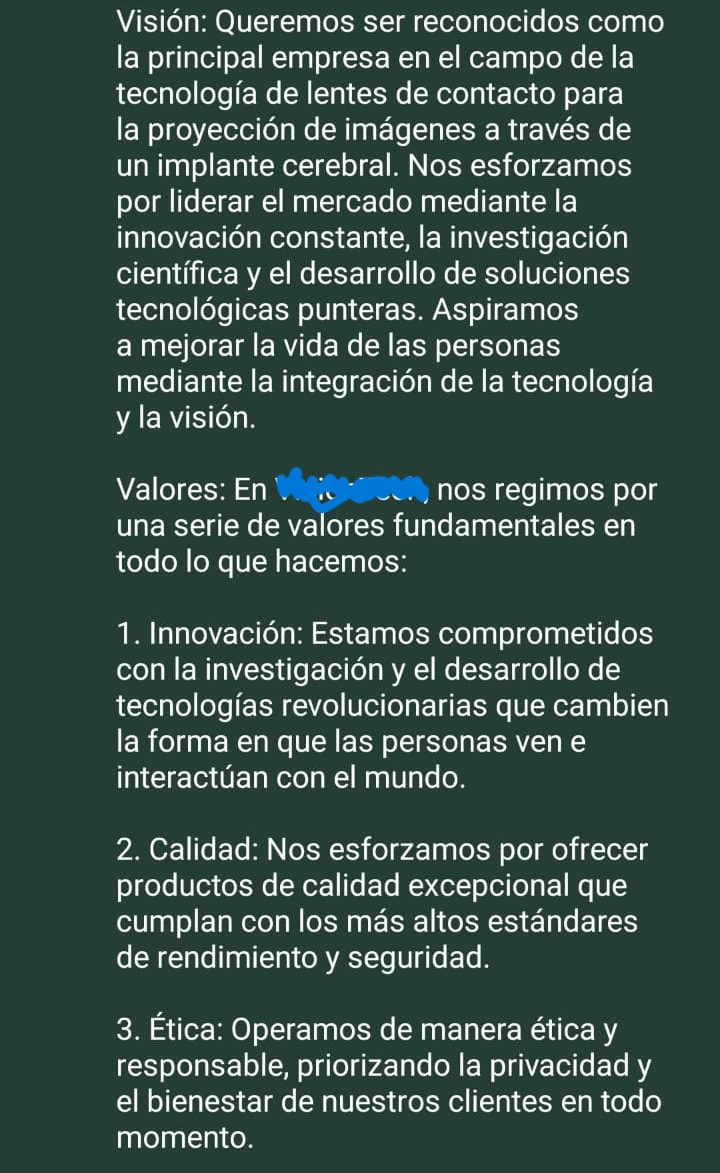 Visión: Queremos ser reconocidos como
la principal empresa en el campo de la
tecnología de lentes de contacto para
la proyección de imágenes a través de
un implante cerebral. Nos esforzamos
por liderar el mercado mediante la
innovación constante, la investigación
científica y el desarrollo de soluciones
tecnológicas punteras. Aspiramos
a mejorar la vida de las personas
mediante la integración de la tecnología
y la visión.
Valores: En , nos regimos por
una serie de valores fundamentales en
todo lo que hacemos:
1. Innovación: Estamos comprometidos
con la investigación y el desarrollo de
tecnologías revolucionarias que cambien
la forma en que las personas ven e
interactúan con el mundo.
2. Calidad: Nos esforzamos por ofrecer
productos de calidad excepcional que
cumplan con los más altos estándares
de rendimiento y seguridad.
3. Ética: Operamos de manera ética y
responsable, priorizando la privacidad y
el bienestar de nuestros clientes en todo
momento.